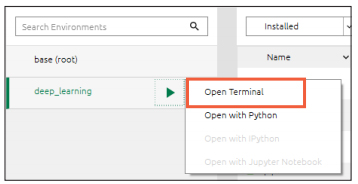 Search Environments
Installed
base (root)
Name
deep_learning
Open Terminal
Open with Python
Open with IPython
Open with Jupyter Notebook